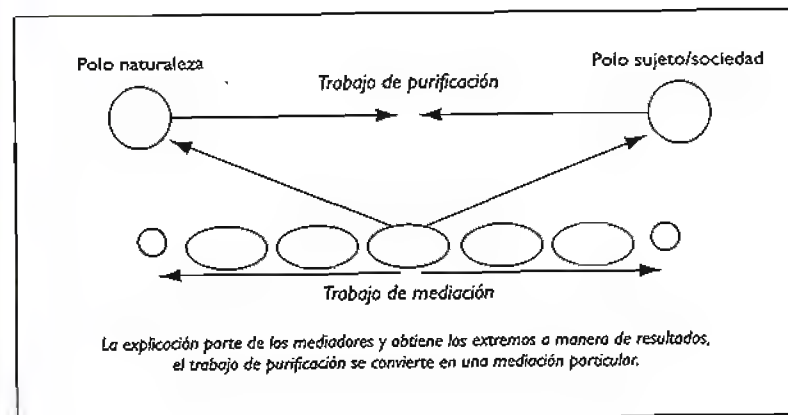 Polo naturaleza
Polo sujeto/sociedad
Trabajo de purificación
Trabajo de mediación
La explicación parte de los mediadores y obtiene los extremos a manera de resultados,
el trabajo de purificación se convierte en una mediación particular.